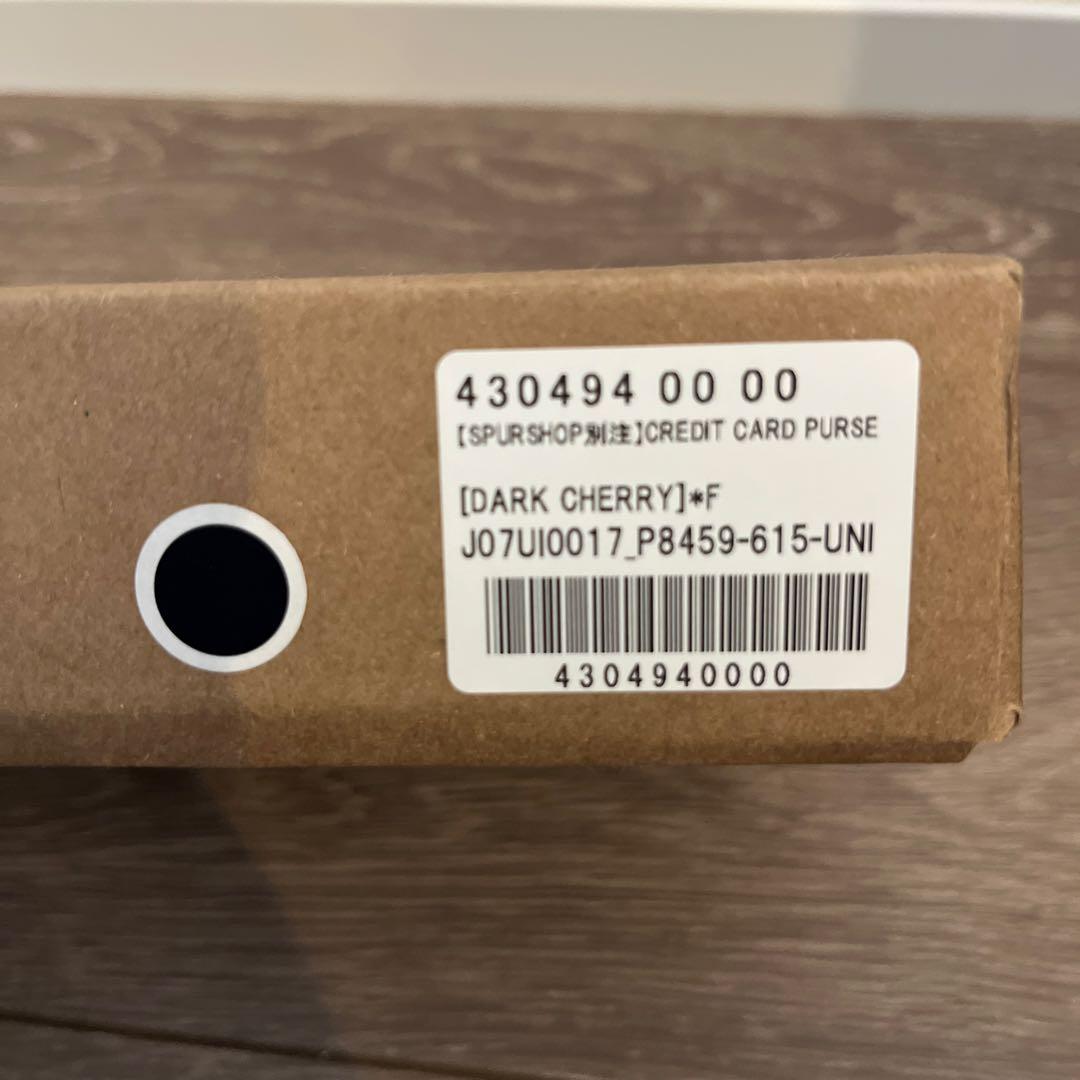 430494 00 00
【SPURSHOP別注】CREDIT CARD PURSE
[DARK CHERRY]*F
J07UI0017_P8459-615-UNI
4304940000